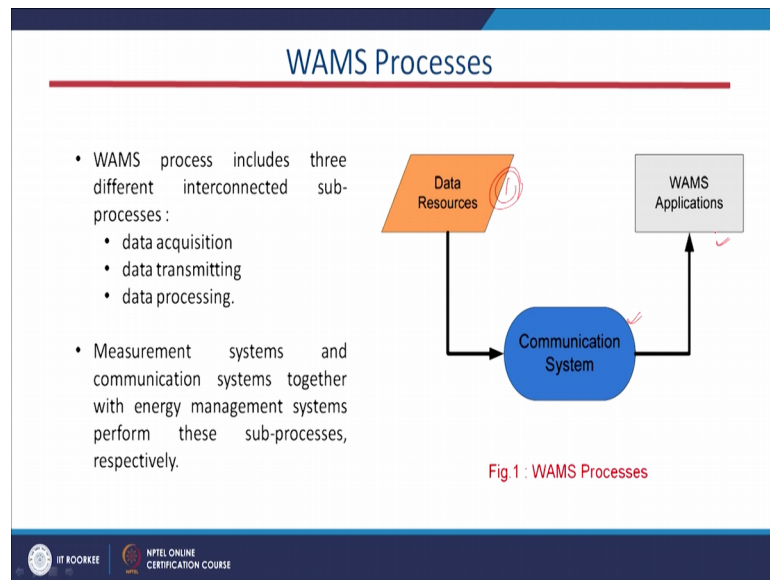 WAMS Processes
• WAMS process includes three
different interconnected sub-
processes :
• data acquisition
• data transmitting
• data processing.
• Measurement systems and
communication systems together
with energy management systems
perform these sub-processes,
respectively.
Data
Resources
1
WAMS
Applications
Communication
System
Fig.1 : WAMS Processes
IIT ROORKEE
NPTEL ONLINE
CERTIFICATION COURSE